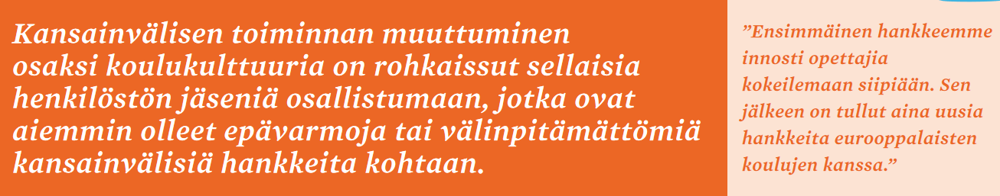 Kansainvälisen toiminnan muuttuminen
osaksi koulukulttuuria on rohkaissut sellaisia
henkilöstön jäseniä osallistumaan, jotka ovat
aiemmin olleet epävarmoja tai välinpitämättömiä
kansainvälisiä hankkeita kohtaan.
”Ensimmäinen hankkeemme
innosti opettajia
kokeilemaan siipiään. Sen
jälkeen on tullut aina uusia
hankkeita eurooppalaisten
koulujen kanssa.”